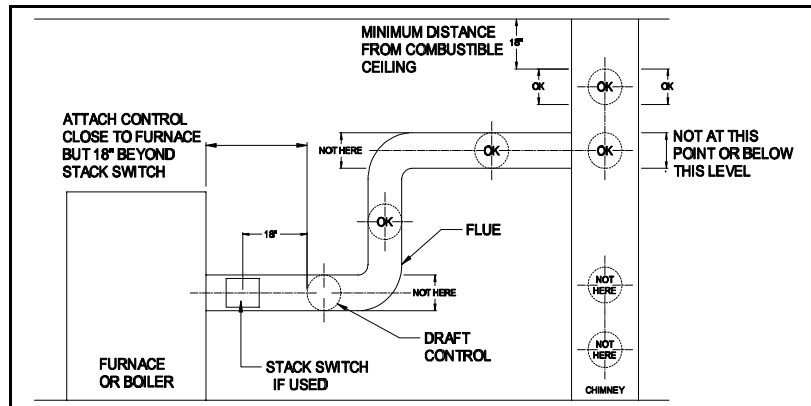 MINIMUM DISTANCE
FROM COMBUSTIBLE
CEILING
18"
OK
OK
OK
ATTACH CONTROL
CLOSE TO FURNACE
BUT 18" BEYOND
STACK SWITCH
NOT HERE
OK
OK
NOT AT THIS
POINT OR BELOW
THIS LEVEL
OK
18"
FLUE
NOT HERE
NOT
HERE
DRAFT
CONTROL
NOT
HERE
FURNACE
OR BOILER
STACK SWITCH
IF USED
CHIMNEY